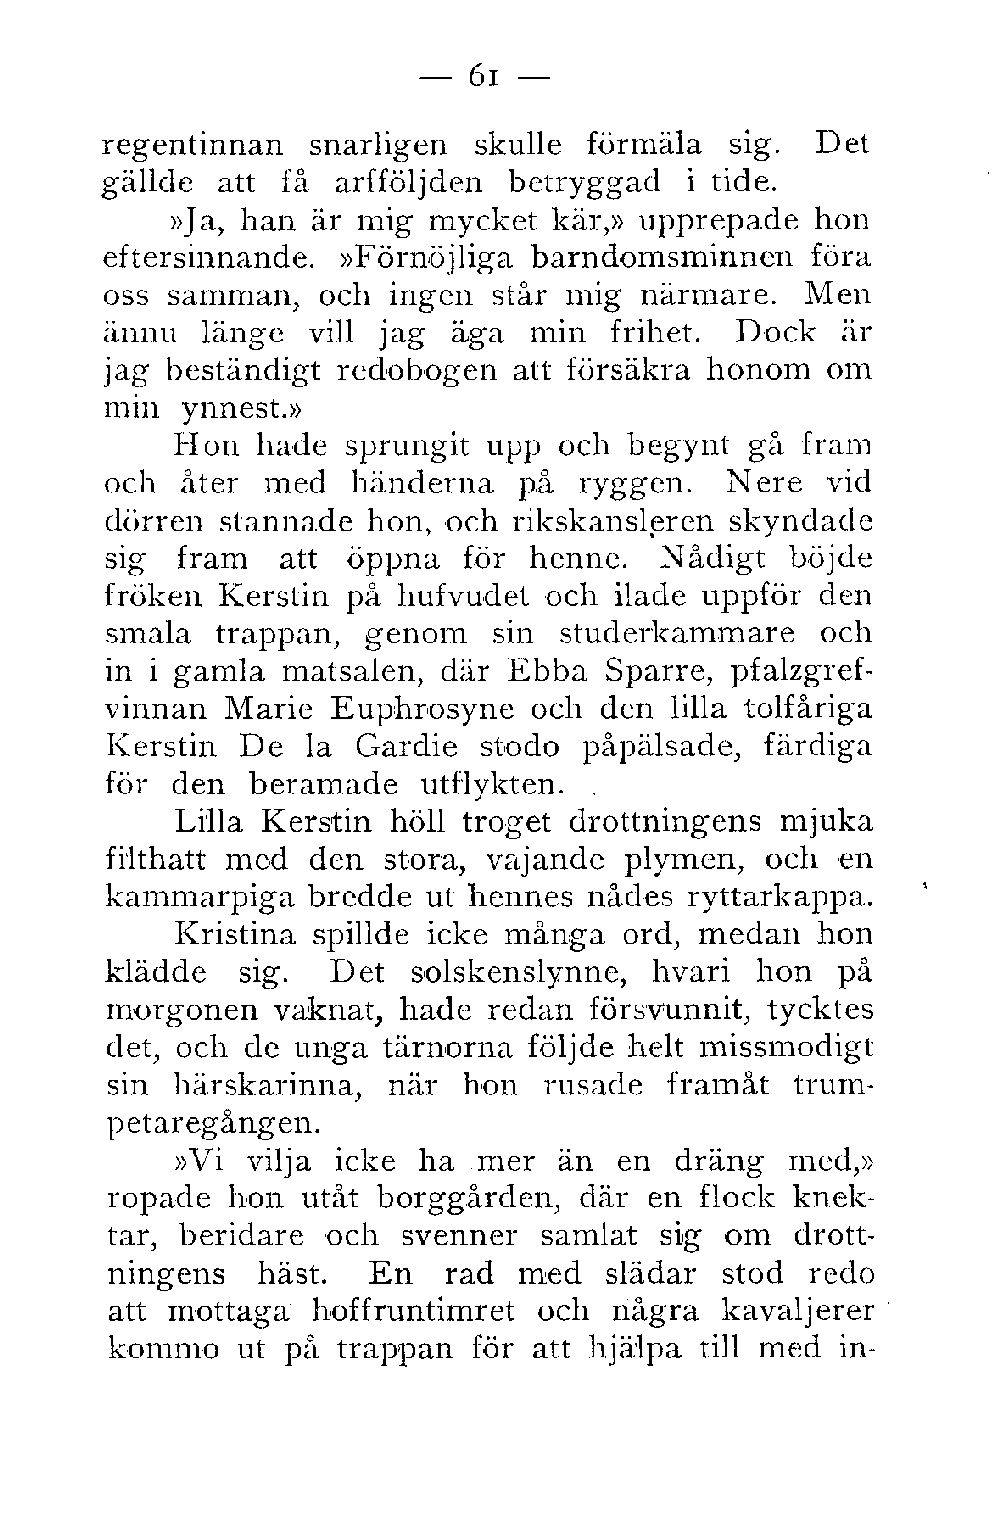 — 61 —
regentinnan snarligen skulle förmäla sig. Det
gällde att få arfföljden betryggad i tide.
»Ja, han är mig mycket kär,» upprepade hon
eftersinnande. »Förnöjliga barndomsminnen föra
oss samman, och ingen står mig närmare. Men
ännu länge vill jag äga min frihet. Dock är
jag beständigt redobogen att försäkra honom om
min ynnest.»
Hon hade sprungit upp och begynt gå fram
och åter med händerna på ryggen. Nere vid
dörren stannade hon, och rikskansleren skyndade
sig fram att öppna för henne. Nådigt böjde
fröken Kerstin på hufvudet och ilade uppför den
smala trappan, genom sin studerkammare och
in i gamla matsalen, där Ebba Sparre, pfalzgref-
vinnan Marie Euphrosyne och den lilla tolfåriga
Kerstin De la Gardie stodo påpälsade, färdiga
för den beramade utflykten.
Lilla Kerstin höll troget drottningens mjuka
filthatt med den stora, vajande plymen, och en
kammarpiga bredde ut hennes nådes ryttarkappa.
Kristina spillde icke många ord, medan hon
klädde sig. Det solskenslynne, hvari hon på
morgonen vaknat, hade redan försvunnit, tycktes
det, och de unga tärnorna följde helt missmodigt
sin härskarinna, när hon rusade framåt trum-
petaregången.
»Vi vilja icke ha mer än en dräng med,»
ropade hon utåt borggården, där en flock knek-
tar, beridare och svenner samlat sig om drott-
ningens häst. En rad med slädar stod redo
att mottaga hoffruntimret och några kavaljerer
kommo ut på trappan för att hjälpa till med in-